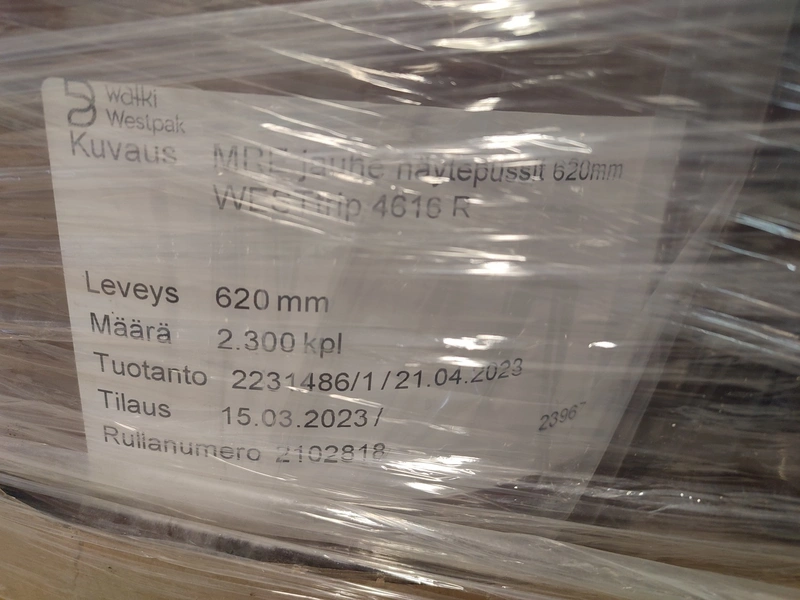 walki
Westpak
Kuvaus MRE jauhe näytepussit 620mm
4616 R
Leveys 620 mm
Määrä 2.300 kpl
Tuotanto 2231486/1 / 21.04.2023
Tilaus 15.03.2023 /
Rullanumero 2102818